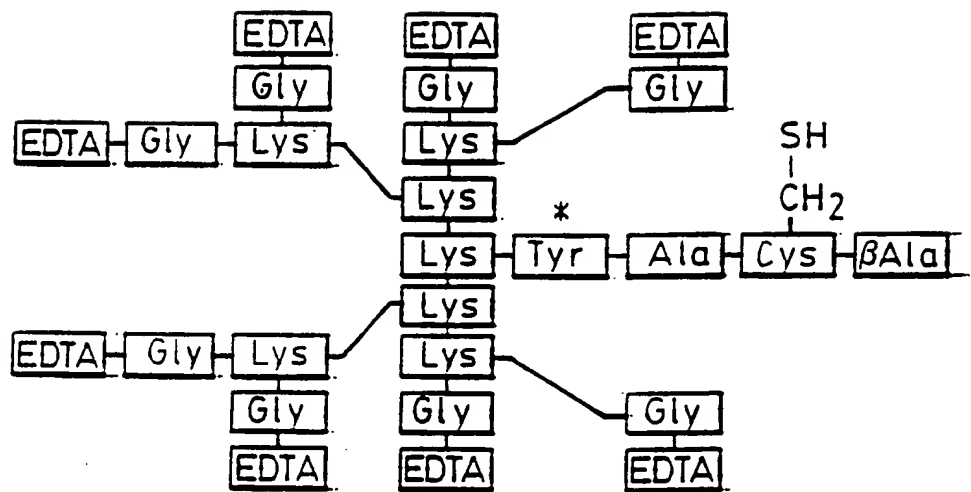 EDTA EDTA EDTA
Gly Gly Gly
EDTA Gly Lys Lys
SH
Lys
CH2
*
Lys Tyr Ala Cys βAla
Lys
EDTA Gly Lys Lys
Gly Gly Gly
EDTA EDTA EDTA